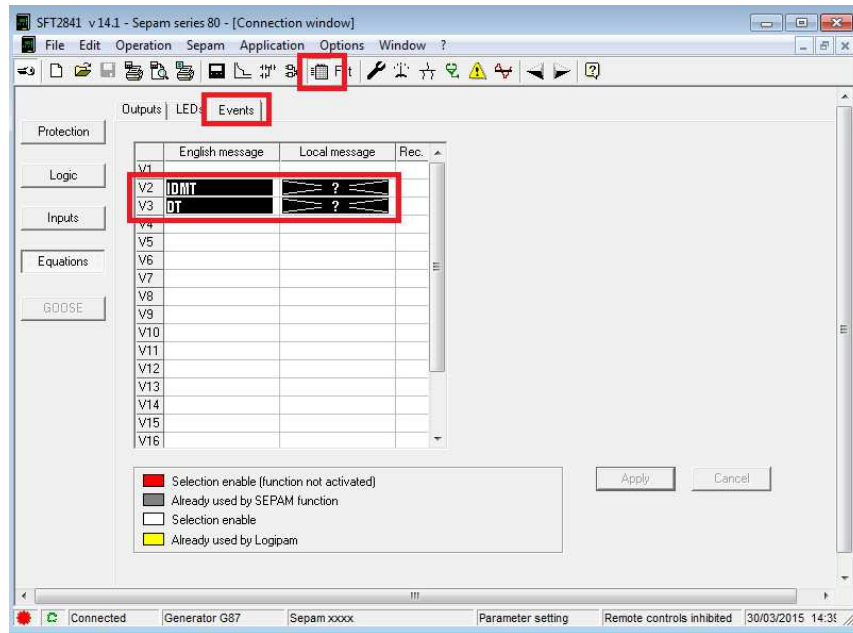 SFT2841 v 14.1 - Sepam series 80 - [Connection window]
File Edit Operation Sepam Application Options Window ?
Outputs LEDs Events
Protection
Logic
Inputs
Equations
GOOSE
English message Local message Rec.
V1
V2 IDMT = ? =
V3 DT = ? =
V4
V5
V6
V7
V8
V9
V10
V11
V12
V13
V14
V15
V16
Selection enable (function not activated)
Already used by SEPAM function
Selection enable
Already used by Logipam
Apply Cancel
Connected Generator G87 Sepam xxxx Parameter setting Remote controls inhibited 30/03/2015